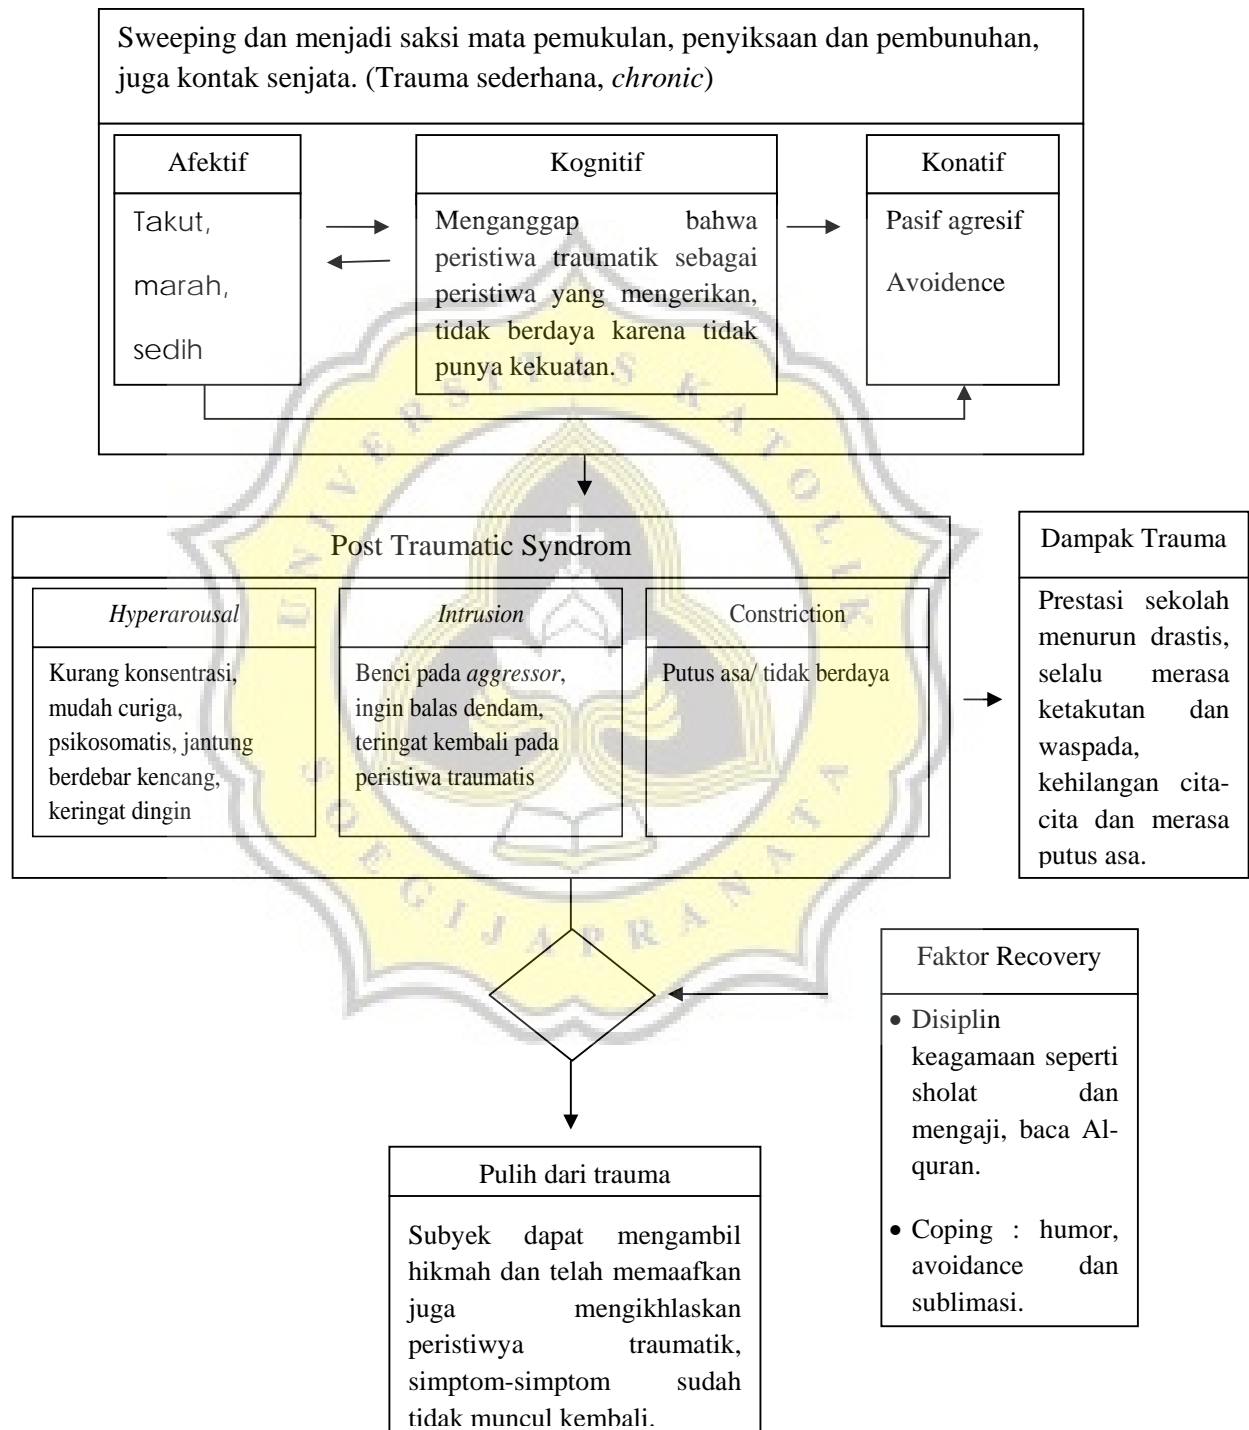 Sweeping dan menjadi saksi mata pemukulan, penyiksaan dan pembunuhan,
juga kontak senjata. (Trauma sederhana, chronic)
Afektif
Takut,
marah,
sedih
Kognitif
Menganggap bahwa
peristiwa traumatik sebagai
peristiwa yang mengerikan,
tidak berdaya karena tidak
punya kekuatan.
Konatif
Pasif agresif
Avoidence
Post Traumatic Syndrom
Hyperarousal
Kurang konsentrasi,
mudah curiga,
psikosomatis, jantung
berdebar kencang,
keringat dingin
Intrusion
Benci pada aggressor,
ingin balas dendam,
teringat kembali pada
peristiwa traumatis
Constriction
Putus asa/ tidak berdaya
Dampak Trauma
Prestasi sekolah
menurun drastis,
selalu merasa
ketakutan dan
waspada,
kehilangan cita-
cita dan merasa
putus asa.
Faktor Recovery
• Disiplin
keagamaan seperti
sholat dan
mengaji, baca Al-
quran.
• Coping : humor,
avoidance dan
sublimasi.
Pulih dari trauma
Subyek dapat mengambil
hikmah dan telah memaafkan
juga mengikhlaskan
peristiwya traumatik,
simptom-simptom sudah
tidak muncul kembali.
UNIVERSITAS KATOLIK
SOEGIJAPRANATA